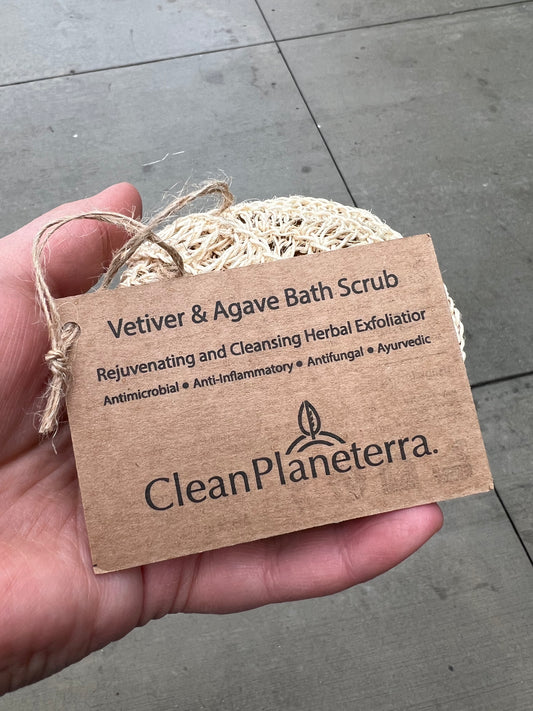 Vetiver & Agave Bath Scrub
Rejuvenating and Cleansing Herbal Exfoliatior
Antimicrobial • Anti-Inflammatory • Antifungal • Ayurvedic
CleanPlaneterra.